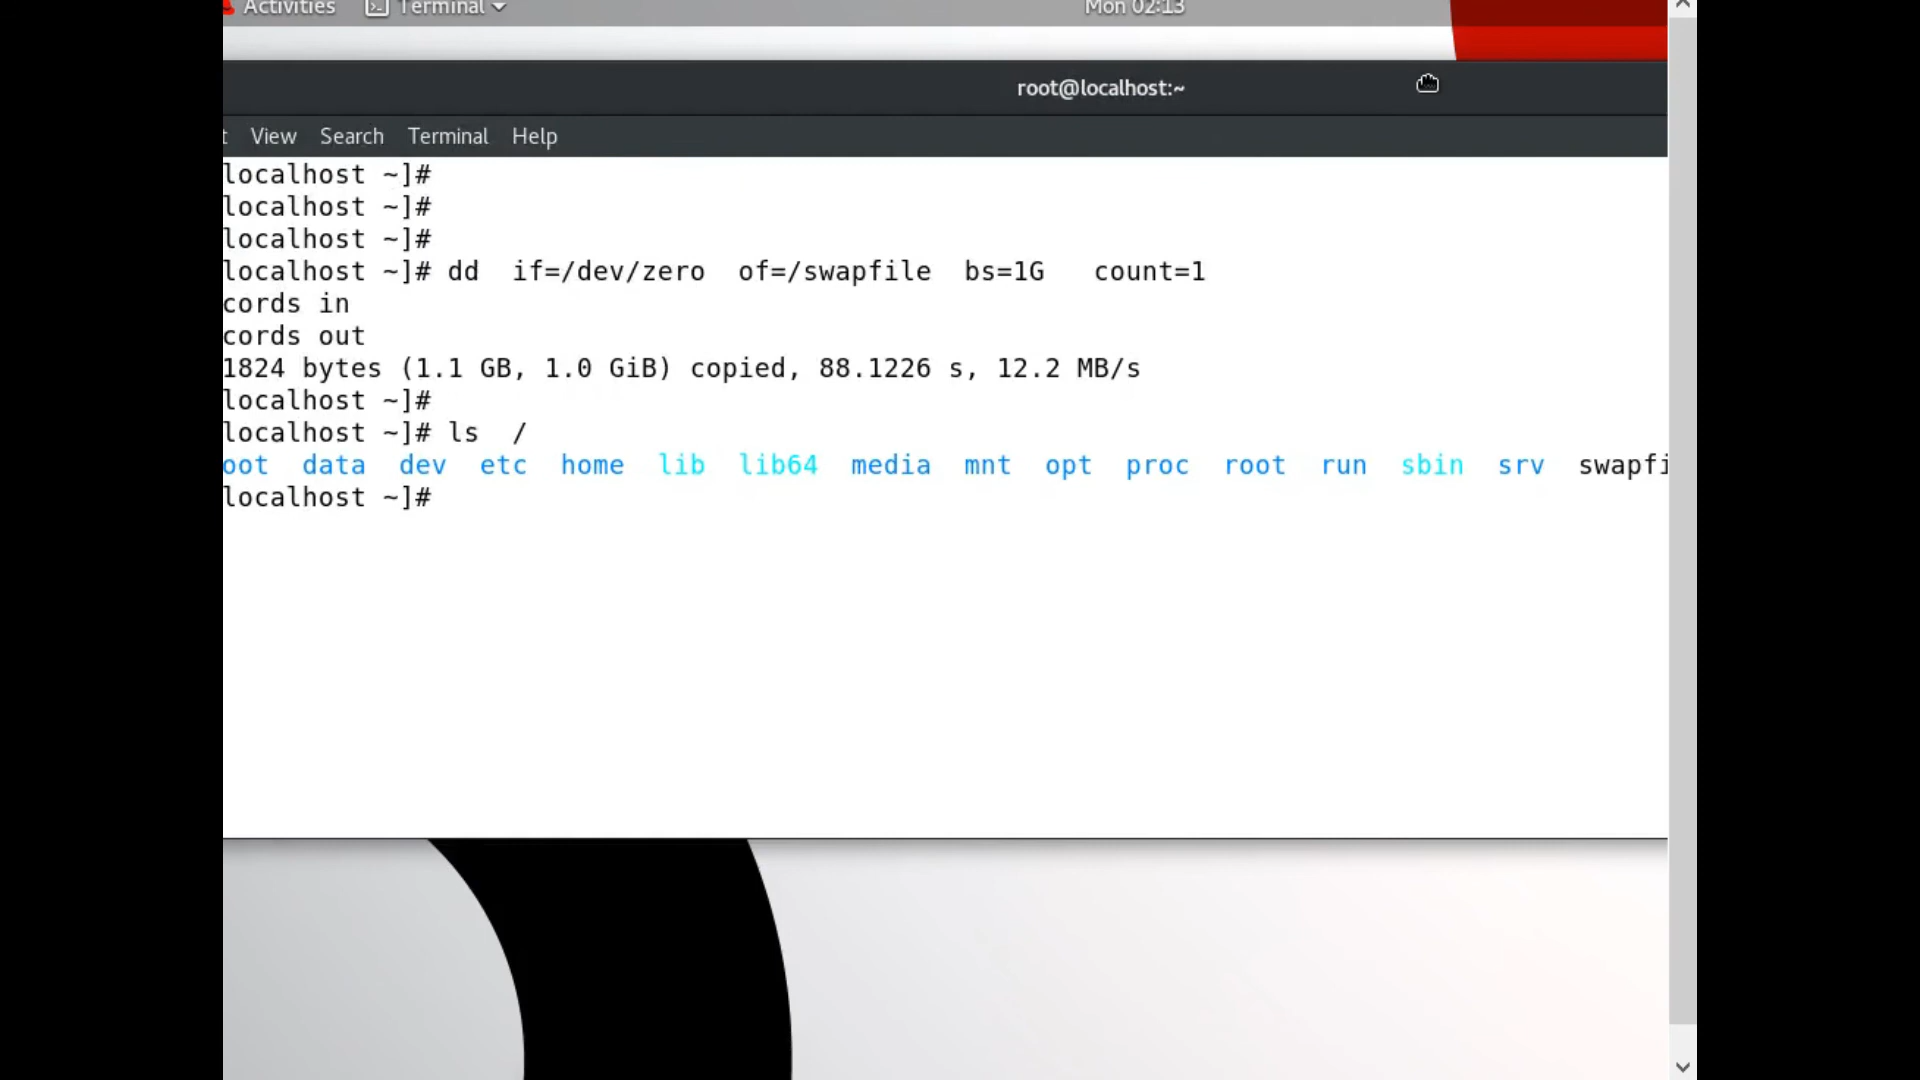 Activities Terminal Mon 02:13
root@localhost:~
t View Search Terminal Help
localhost ~]#
localhost ~]#
localhost ~]#
localhost ~]# dd  if=/dev/zero  of=/swapfile  bs=1G   count=1
cords in
cords out
1824 bytes (1.1 GB, 1.0 GiB) copied, 88.1226 s, 12.2 MB/s
localhost ~]#
localhost ~]# ls  /
oot  data  dev  etc  home  lib  lib64  media  mnt  opt  proc  root  run  sbin  srv  swapfi
localhost ~]#